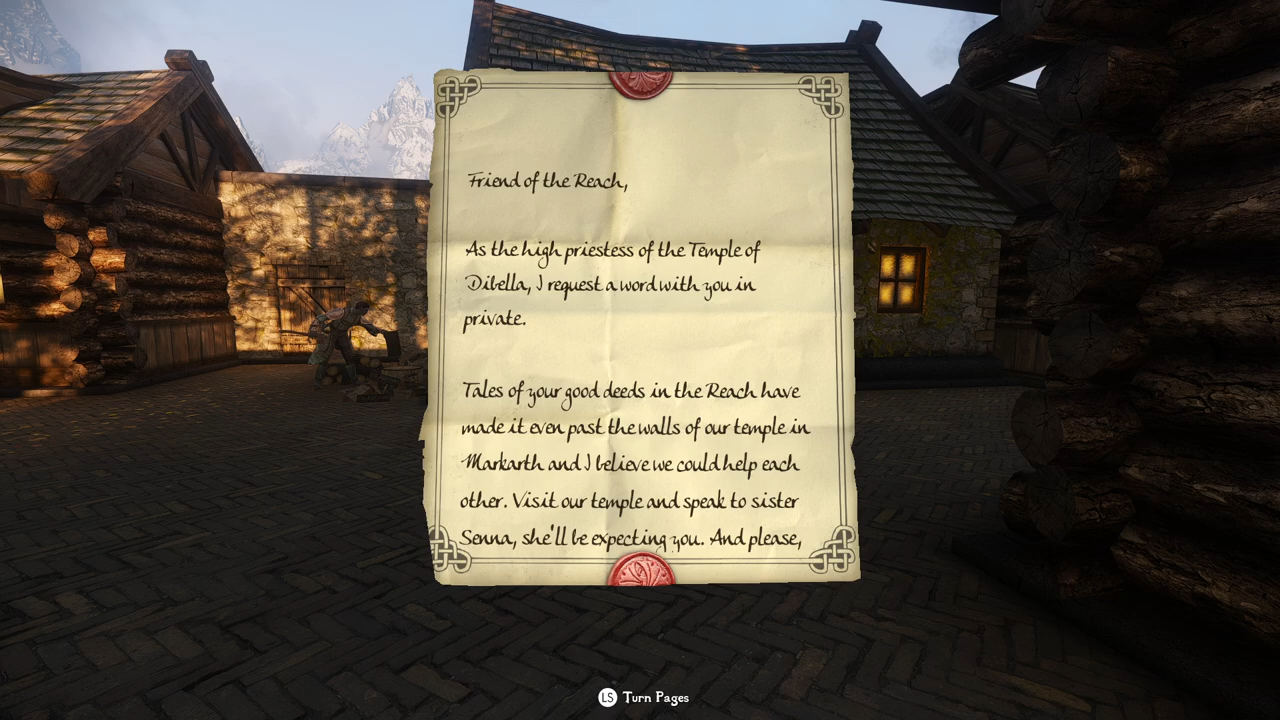 Friend of the Reach,
As the high priestess of the Temple of
Dibella, I request a word with you in
private.
Tales of your good deeds in the Reach have
made it even past the walls of our temple in
Markarth and I believe we could help each
other. Visit our temple and speak to sister
Senna, she'll be expecting you. And please,
LS Turn Pages